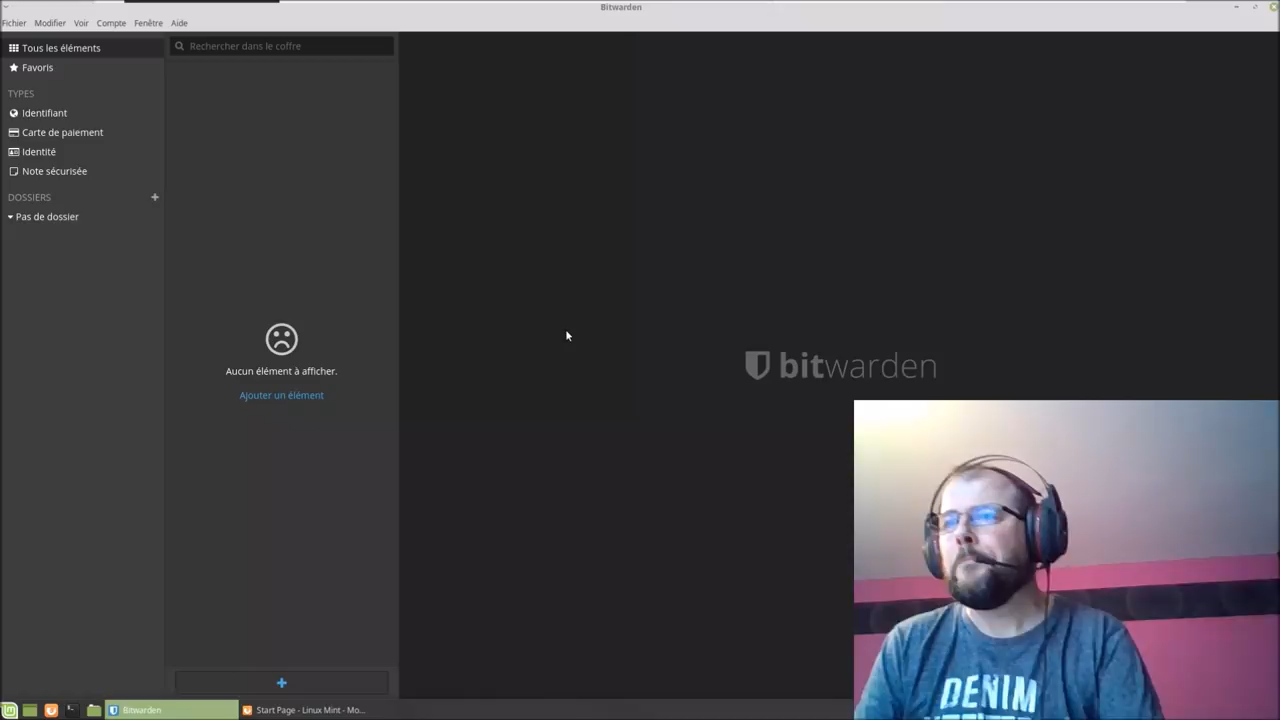 Bitwarden
Fichier Modifier Voir Compte Fenêtre Aide
Tous les éléments
Favoris
TYPES
Identifiant
Carte de paiement
Identité
Note sécurisée
DOSSIERS
Pas de dossier
Rechercher dans le coffre
Aucun élément à afficher.
Ajouter un élément
bitwarden
DENIM
Bitwarden
Start Page - Linux Mint - Mo...